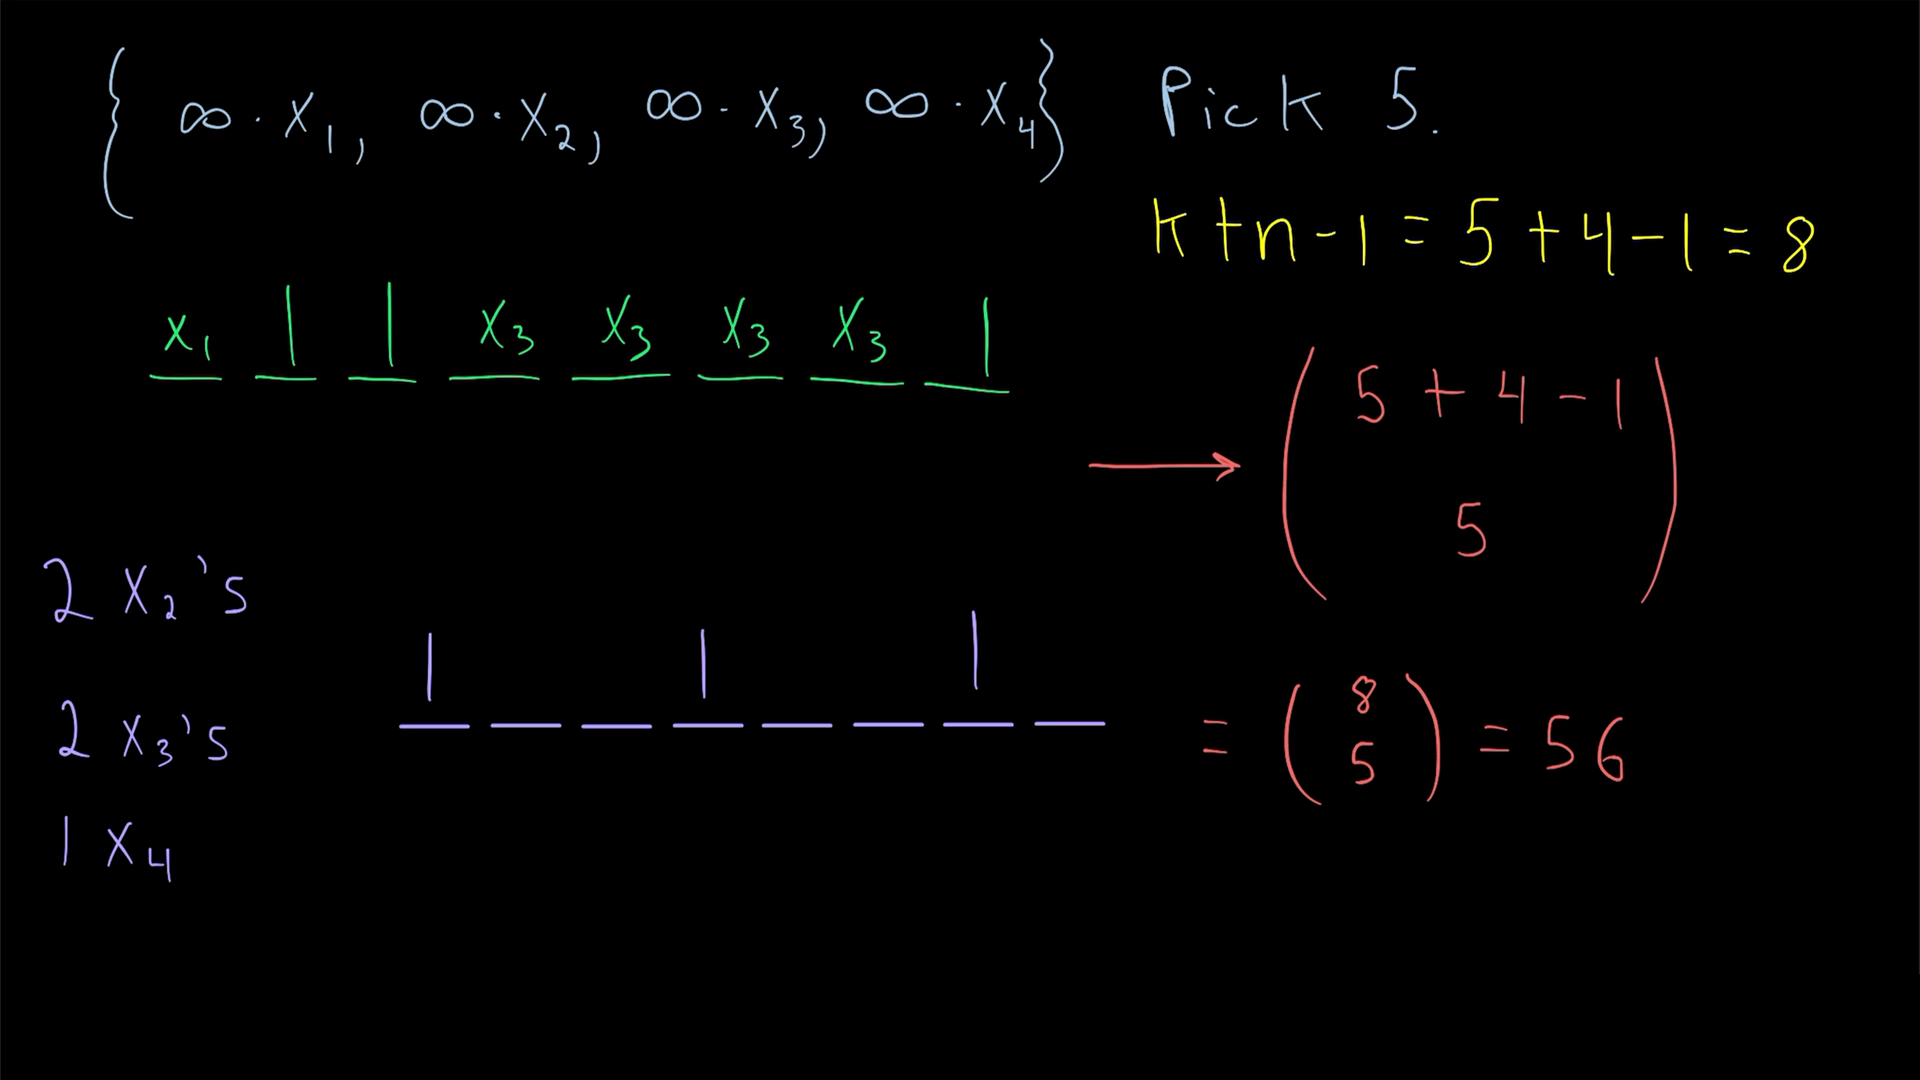 { ∞ · x₁, ∞ · x₂, ∞ · x₃, ∞ · x₄ } Pick 5.
k + n - 1 = 5 + 4 - 1 = 8
x₁ | | x₃ x₃ x₃ x₃ |
→ ( 5 + 4 - 1
5 )
2 x₂'s
| _ _ | _ _ | _
2 x₃'s
= ( 8
5 ) = 56
1 x₄